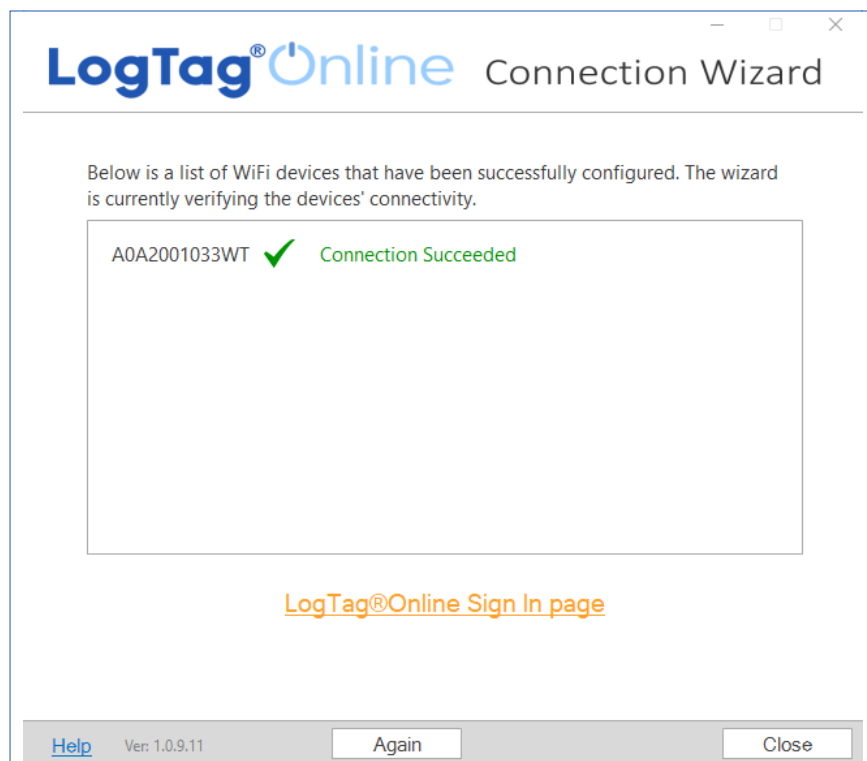 LogTag®Online Connection Wizard
Below is a list of WiFi devices that have been successfully configured. The wizard
is currently verifying the devices' connectivity.
A0A2001033WT Connection Succeeded
LogTag®Online Sign In page
Help Ver: 1.0.9.11 Again Close